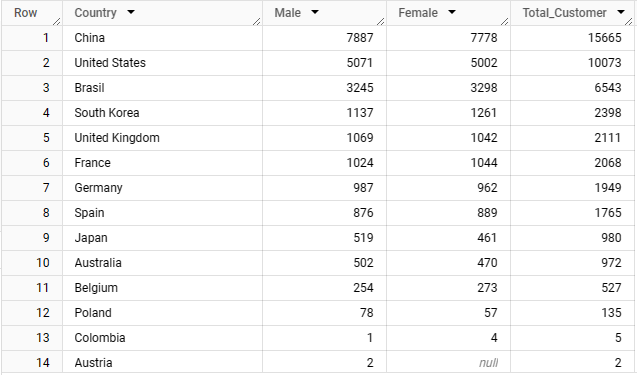 Row Country Male Female Total_Customer
1 China 7887 7778 15665
2 United States 5071 5002 10073
3 Brasil 3245 3298 6543
4 South Korea 1137 1261 2398
5 United Kingdom 1069 1042 2111
6 France 1024 1044 2068
7 Germany 987 962 1949
8 Spain 876 889 1765
9 Japan 519 461 980
10 Australia 502 470 972
11 Belgium 254 273 527
12 Poland 78 57 135
13 Colombia 1 4 5
14 Austria 2 null 2